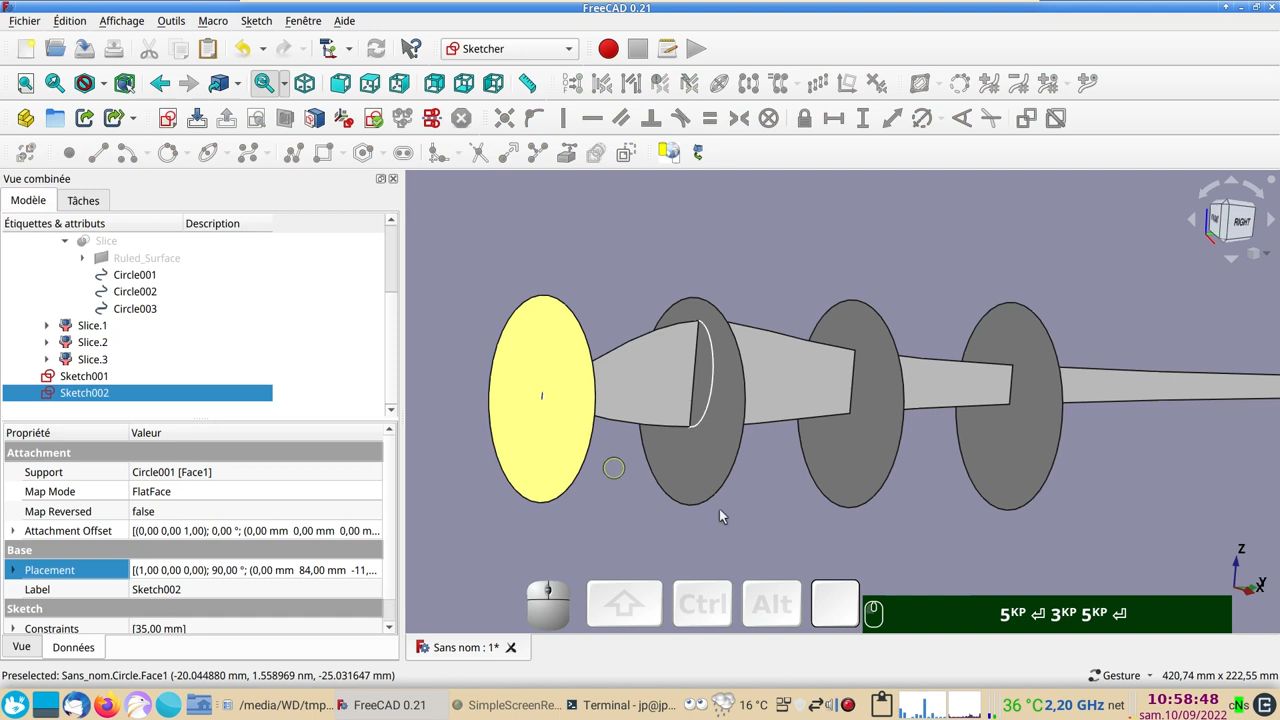 FreeCAD 0.21
Fichier Édition Affichage Outils Macro Sketch Fenêtre Aide
Sketcher
Vue combinée
Modèle Tâches
Étiquettes & attributs Description
Slice
Ruled_Surface
Circle001
Circle002
Circle003
Slice.1
Slice.2
Slice.3
Sketch001
Sketch002
Propriété Valeur
Attachment
Support Circle001 [Face1]
Map Mode FlatFace
Map Reversed false
Attachment Offset [(0,00 0,00 1,00); 0,00 °; (0,00 mm 0,00 mm 0,00 m...
Base
Placement [(1,00 0,00 0,00); 90,00 °; (0,00 mm 84,00 mm -11,...
Label Sketch002
Sketch
Constraints [35,00 mm]
Vue Données
RIGHT
Z
Y
Ctrl Alt
5KP ⏎ 3KP 5KP ⏎
Sans nom : 1*
Preselected: Sans_nom.Circle.Face1 (-20.044880 mm, 1.558969 nm, -25.031647 mm)
Gesture 420,74 mm x 222,55 mm
/media/WD/tmp... FreeCAD 0.21 SimpleScreenRe... Terminal - jp@jp... 16 °C 36 °C 2,20 GHz net 10:58:48
sam.10/09/2022